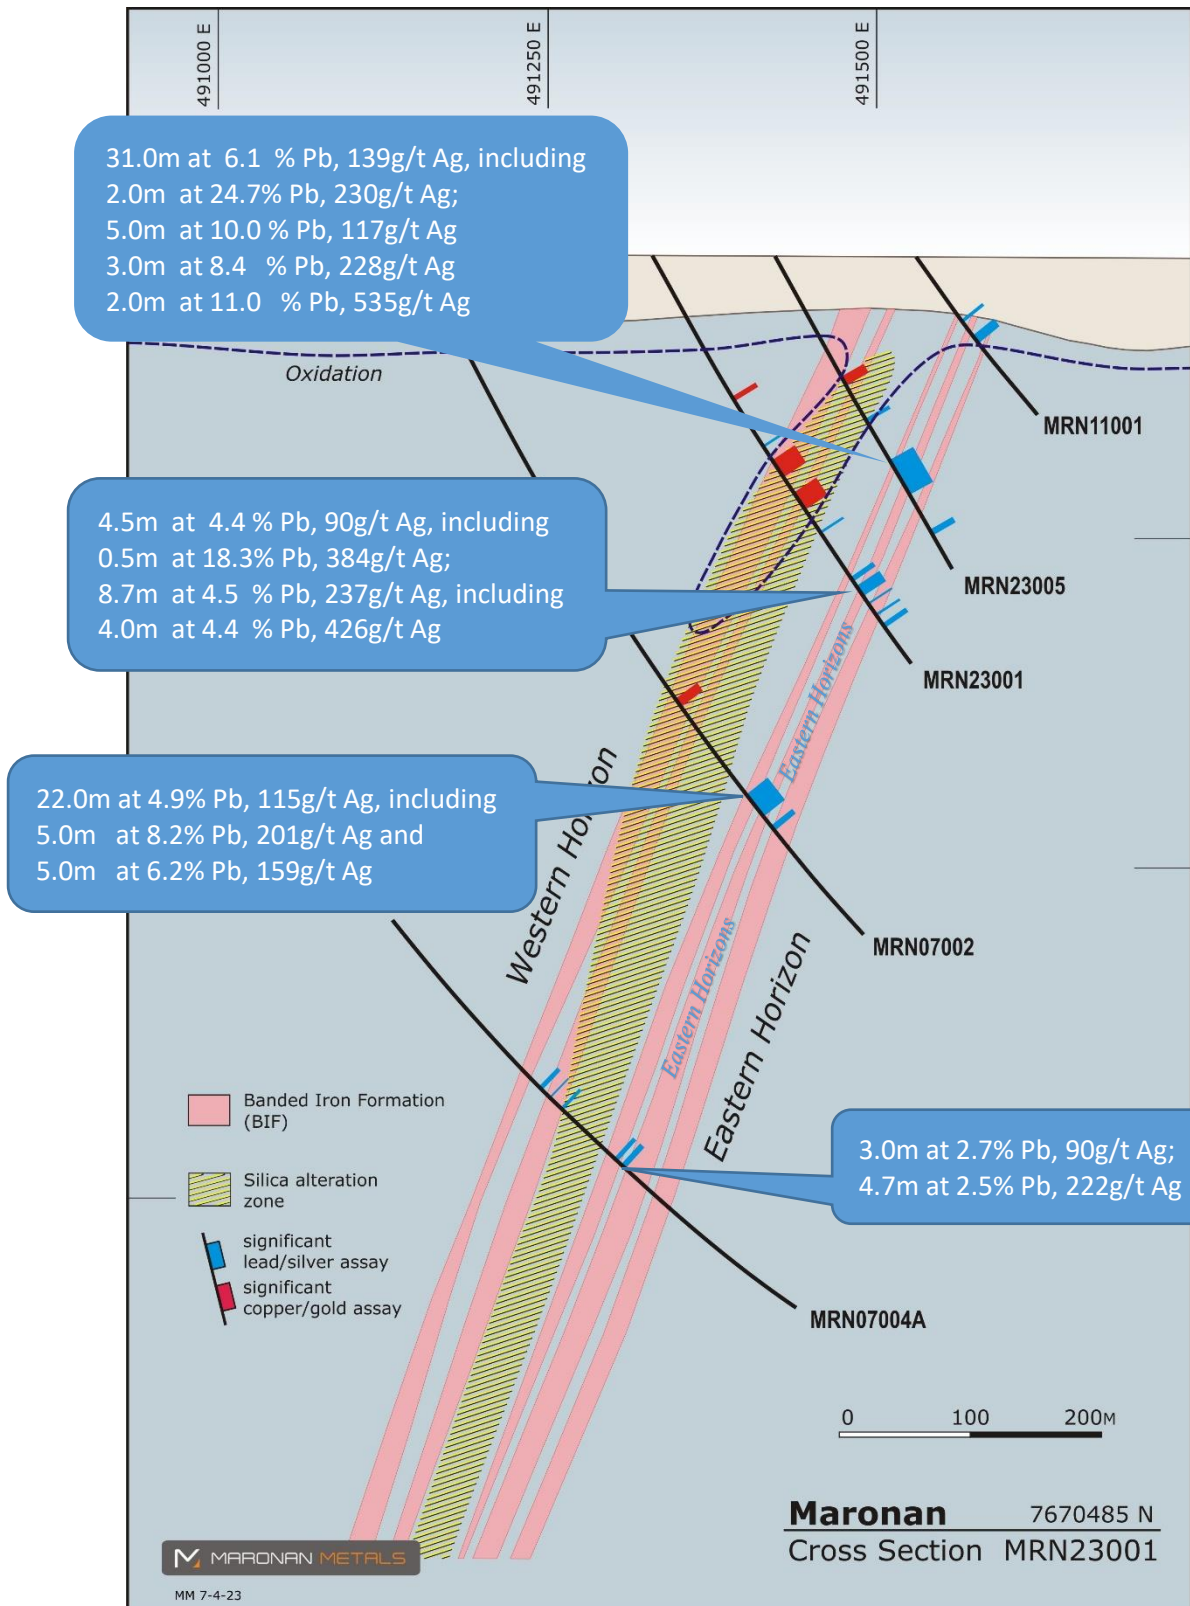 491000 E
491250 E
491500 E
31.0m at 6.1 % Pb, 139g/t Ag, including
2.0m at 24.7% Pb, 230g/t Ag;
5.0m at 10.0 % Pb, 117g/t Ag
3.0m at 8.4 % Pb, 228g/t Ag
2.0m at 11.0 % Pb, 535g/t Ag
Oxidation
MRN11001
4.5m at 4.4 % Pb, 90g/t Ag, including
0.5m at 18.3% Pb, 384g/t Ag;
8.7m at 4.5 % Pb, 237g/t Ag, including
4.0m at 4.4 % Pb, 426g/t Ag
MRN23005
MRN23001
Eastern Horizons
22.0m at 4.9% Pb, 115g/t Ag, including
5.0m at 8.2% Pb, 201g/t Ag and
5.0m at 6.2% Pb, 159g/t Ag
Western Horizon
MRN07002
Eastern Horizons
Eastern Horizon
Banded Iron Formation
(BIF)
Silica alteration
zone
significant
lead/silver assay
significant
copper/gold assay
3.0m at 2.7% Pb, 90g/t Ag;
4.7m at 2.5% Pb, 222g/t Ag
MRN07004A
0 100 200M
Maronan 7670485 N
Cross Section MRN23001
MARONAN METALS
MM 7-4-23